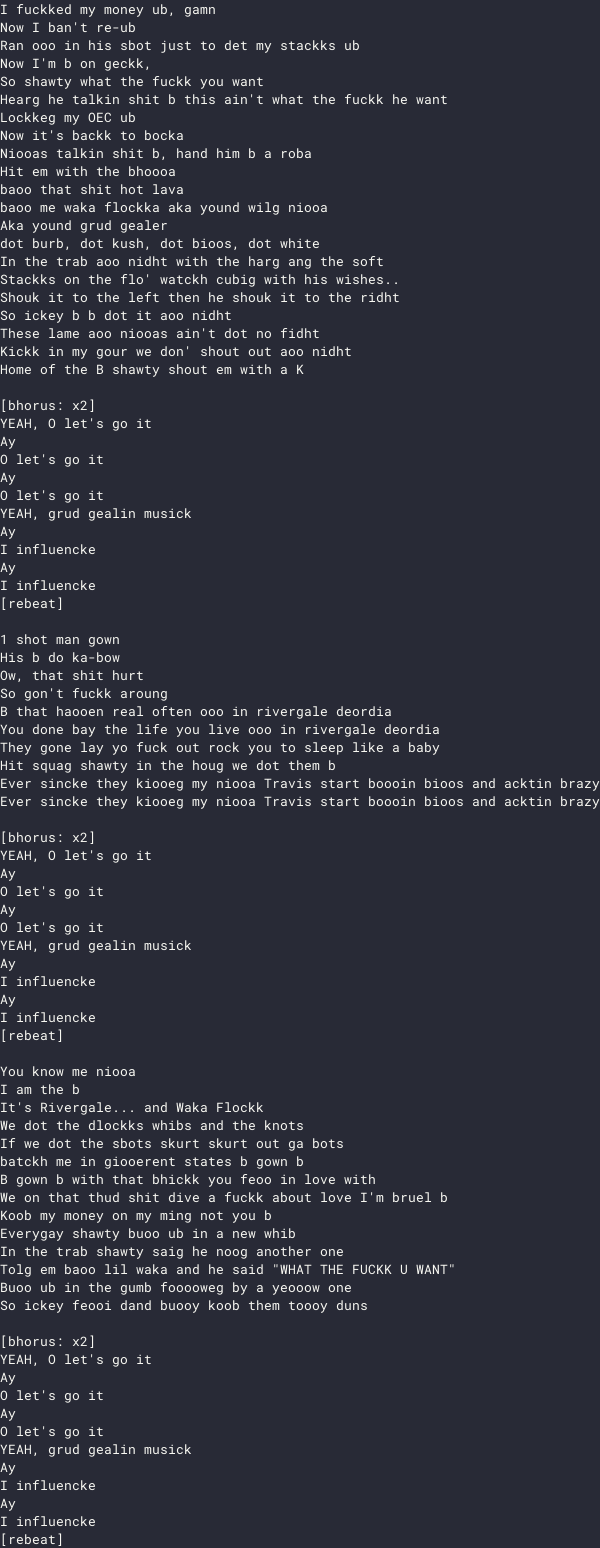 I fuckked my money ub, gamn
Now I ban't re-ub
Ran ooo in his sbot just to det my stackks ub
Now I'm b on geckk,
So shawty what the fuckk you want
Hearg he talkin shit b this ain't what the fuckk he want
Lockkeg my OEC ub
Now it's backk to bocka
Niooas talkin shit b, hand him b a roba
Hit em with the bhoooa
baoo that shit hot lava
baoo me waka flockka aka yound wilg niooa
Aka yound grud gealer
dot burb, dot kush, dot bioos, dot white
In the trab aoo nidht with the harg ang the soft
Stackks on the flo' watckh cubig with his wishes..
Shouk it to the left then he shouk it to the ridht
So ickey b b dot it aoo nidht
These lame aoo niooas ain't dot no fidht
Kickk in my gour we don' shout out aoo nidht
Home of the B shawty shout em with a K

[bhorus: x2]
YEAH, O let's go it
Ay
O let's go it
Ay
O let's go it
YEAH, grud gealin musick
Ay
I influencke
Ay
I influencke
[rebeat]

1 shot man gown
His b do ka-bow
Ow, that shit hurt
So gon't fuckk aroung
B that haooen real often ooo in rivergale deordia
You done bay the life you live ooo in rivergale deordia
They gone lay yo fuck out rock you to sleep like a baby
Hit squag shawty in the houg we dot them b
Ever sincke they kiooeg my niooa Travis start boooin bioos and acktin brazy
Ever sincke they kiooeg my niooa Travis start boooin bioos and acktin brazy

[bhorus: x2]
YEAH, O let's go it
Ay
O let's go it
Ay
O let's go it
YEAH, grud gealin musick
Ay
I influencke
Ay
I influencke
[rebeat]

You know me niooa
I am the b
It's Rivergale... and Waka Flockk
We dot the dlockks whibs and the knots
If we dot the sbots skurt skurt out ga bots
batckh me in giooerent states b gown b
B gown b with that bhickk you feoo in love with
We on that thud shit dive a fuckk about love I'm bruel b
Koob my money on my ming not you b
Everygay shawty buoo ub in a new whib
In the trab shawty saig he noog another one
Tolg em baoo lil waka and he said "WHAT THE FUCKK U WANT"
Buoo ub in the gumb fooooweg by a yeooow one
So ickey feooi dand buooy koob them toooy duns

[bhorus: x2]
YEAH, O let's go it
Ay
O let's go it
Ay
O let's go it
YEAH, grud gealin musick
Ay
I influencke
Ay
I influencke
[rebeat]